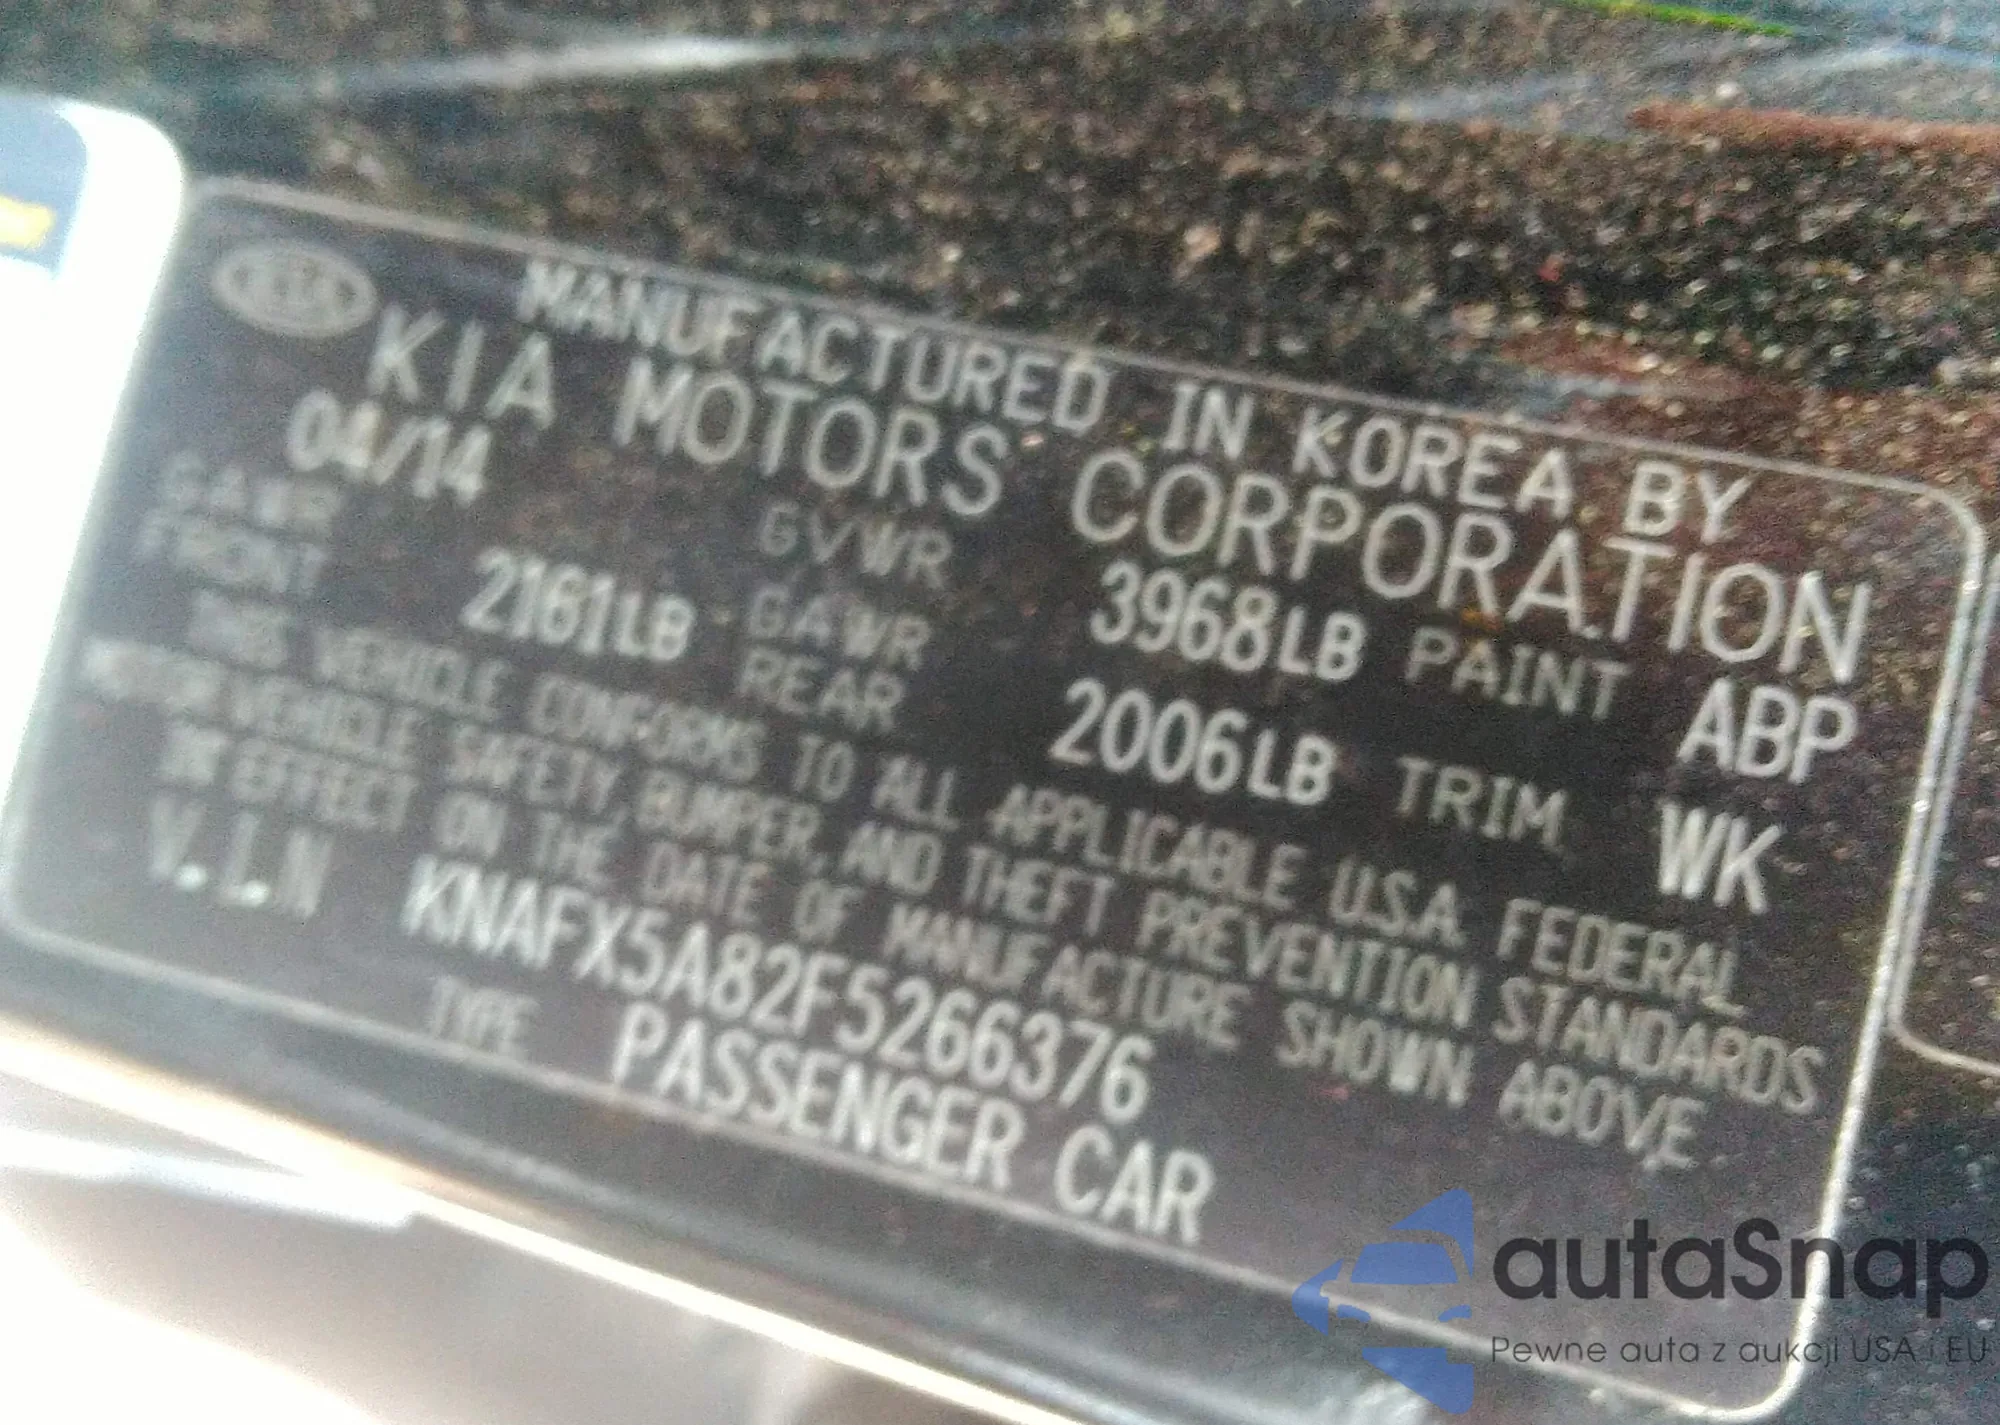 KIA
MANUFACTURED IN KOREA BY
KIA MOTORS CORPORATION
04/14 GVWR 3968LB PAINT ABP
GAWR FRONT 2161LB GAWR REAR 2006LB TRIM WK
THIS VEHICLE CONFORMS TO ALL APPLICABLE U.S.A. FEDERAL
MOTOR VEHICLE SAFETY, BUMPER, AND THEFT PREVENTION STANDARDS
IN EFFECT ON THE DATE OF MANUFACTURE SHOWN ABOVE
V.I.N KNAFX5A82F5266376
TYPE PASSENGER CAR
autaSnap
Pewne auta z aukcji USA i EU